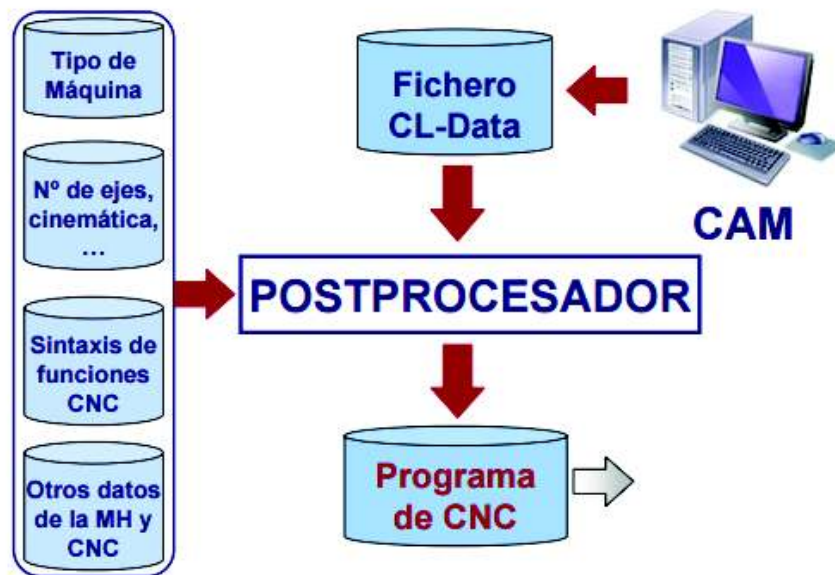 Tipo de
Máquina
Nº de ejes,
cinemática,
...
Sintaxis de
funciones
CNC
Otros datos
de la MH y
CNC
Fichero
CL-Data
CAM
POSTPROCESADOR
Programa
de CNC